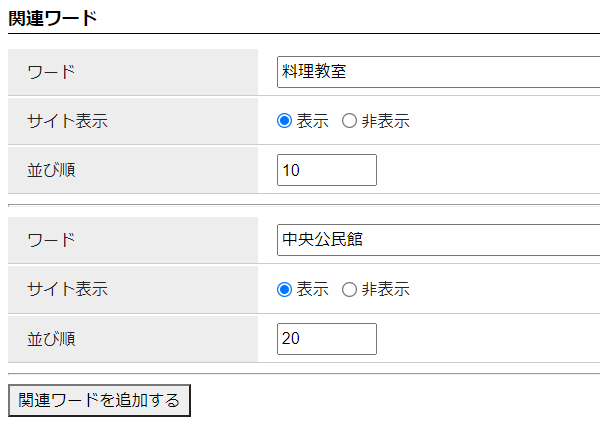 関連ワード
ワード 料理教室
サイト表示 表示 非表示
並び順 10
ワード 中央公民館
サイト表示 表示 非表示
並び順 20
関連ワードを追加する